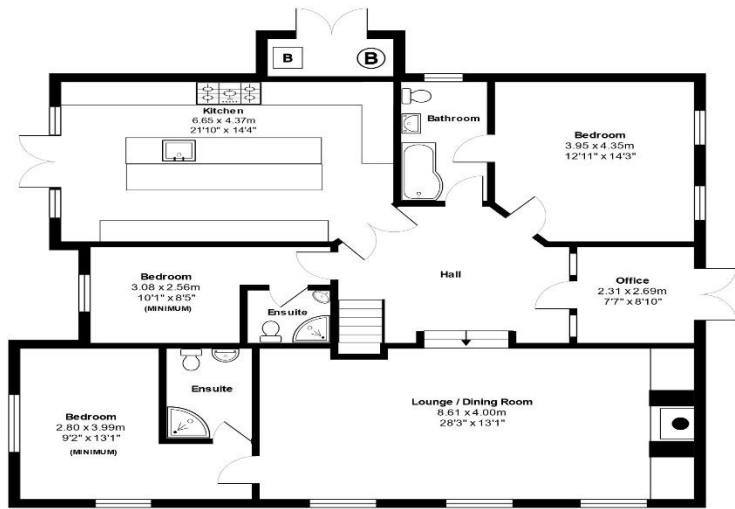 B
B
Kitchen
6.65 x 4.37m
21'10" x 14'4"
Bathroom
Bedroom
3.95 x 4.35m
12'11" x 14'3"
Bedroom
3.08 x 2.56m
10'1" x 8'5"
(MINIMUM)
Hall
Office
2.31 x 2.69m
7'7" x 8'10"
Ensuite
Ensuite
Bedroom
2.80 x 3.99m
9'2" x 13'1"
(MINIMUM)
Lounge / Dining Room
8.61 x 4.00m
28'3" x 13'1"